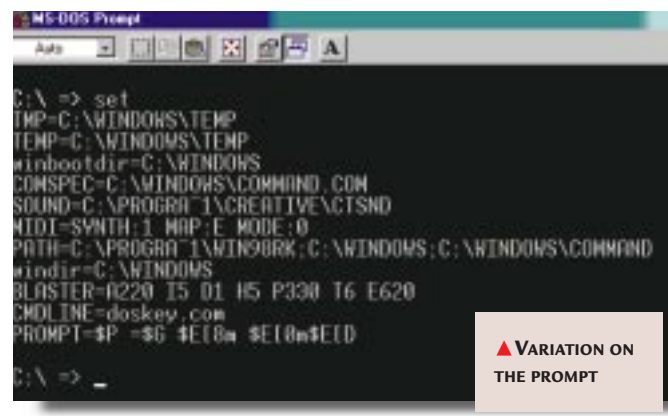 MS-DOS Prompt
Auto
A
C:\ => set
TMP=C:\WINDOWS\TEMP
TEMP=C:\WINDOWS\TEMP
winbootdir=C:\WINDOWS
COMSPEC=C:\WINDOWS\COMMAND.COM
SOUND=C:\PROGRA~1\CREATIVE\CTSND
MIDI=SYNTH:1 MAP:E MODE:0
PATH=C:\PROGRA~1\WIN98RK;C:\WINDOWS;C:\WINDOWS\COMMAND
windir=C:\WINDOWS
BLASTER=A220 I5 D1 H5 P330 T6 E620
CMDLINE=doskey.com
PROMPT=$P =$G $E[8m $E[0m$E[D
C:\ => _
▲VARIATION ON
THE PROMPT